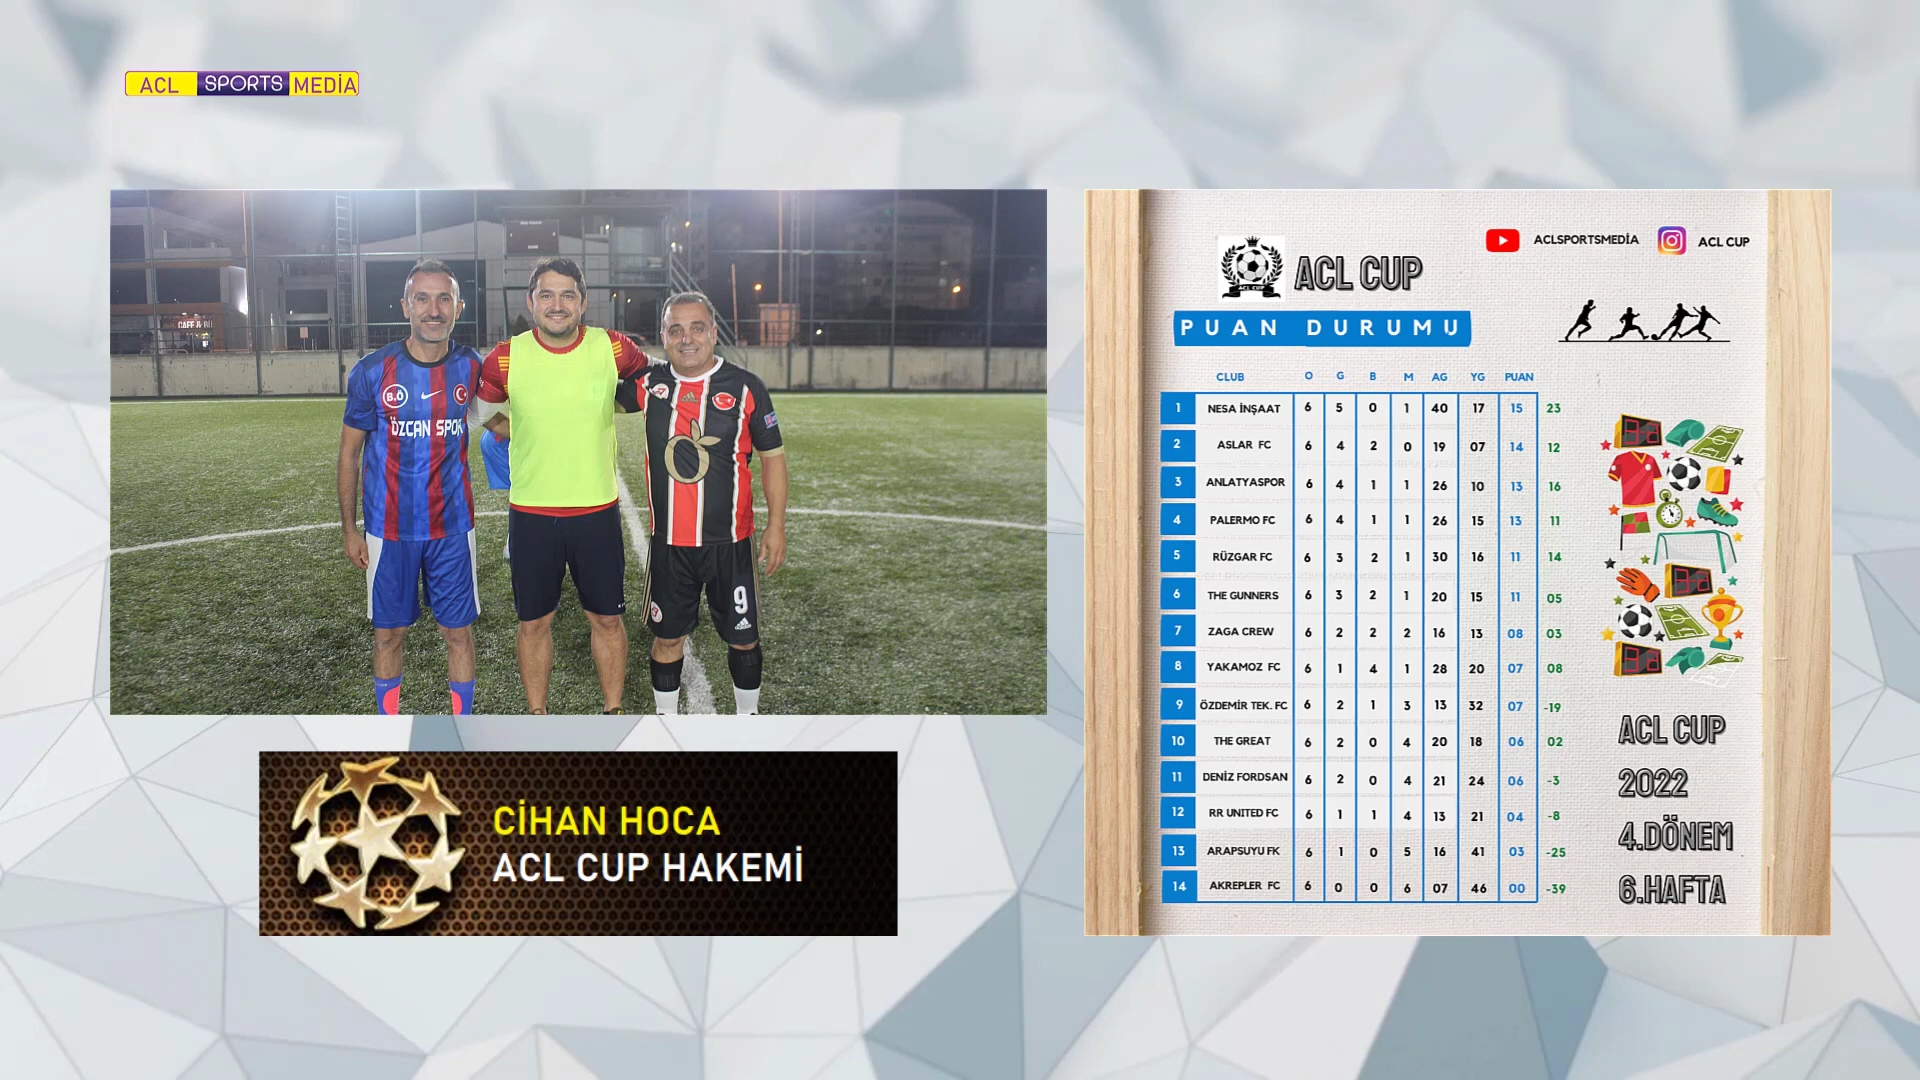 ACL SPORTS MEDİA
CAFE & Bİ
B.Ö
ÖZCAN SPOR
9
CİHAN HOCA
ACL CUP HAKEMİ
ACLSPORTSMEDİA ACL CUP
ACL CUP
ACL CUP
PUAN DURUMU
CLUB O G B M AG YG PUAN
1 NESA İNŞAAT 6 5 0 1 40 17 15 23
2 ASLAR FC 6 4 2 0 19 07 14 12
3 ANLATYASPOR 6 4 1 1 26 10 13 16
4 PALERMO FC 6 4 1 1 26 15 13 11
5 RÜZGAR FC 6 3 2 1 30 16 11 14
6 THE GUNNERS 6 3 2 1 20 15 11 05
7 ZAGA CREW 6 2 2 2 16 13 08 03
8 YAKAMOZ FC 6 1 4 1 28 20 07 08
9 ÖZDEMİR TEK. FC 6 2 1 3 13 32 07 -19
10 THE GREAT 6 2 0 4 20 18 06 02
11 DENİZ FORDSAN 6 2 0 4 21 24 06 -3
12 RR UNITED FC 6 1 1 4 13 21 04 -8
13 ARAPSUYU FK 6 1 0 5 16 41 03 -25
14 AKREPLER FC 6 0 0 6 07 46 00 -39
ACL CUP
2022
4.DÖNEM
6.HAFTA